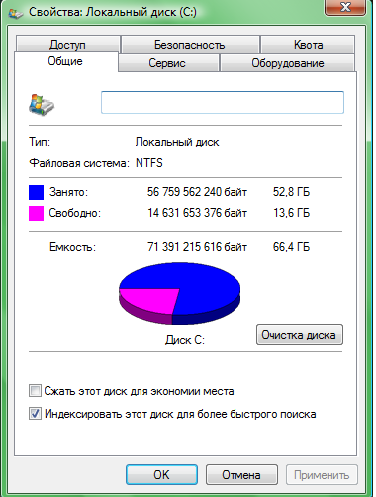 Свойства: Локальный диск (C:)
Доступ Безопасность Квота
Общие Сервис Оборудование
Тип: Локальный диск
Файловая система: NTFS
Занято: 56 759 562 240 байт 52,8 ГБ
Свободно: 14 631 653 376 байт 13,6 ГБ
Емкость: 71 391 215 616 байт 66,4 ГБ
Диск C: Очистка диска
Сжать этот диск для экономии места
Индексировать этот диск для более быстрого поиска
OK Отмена Применить